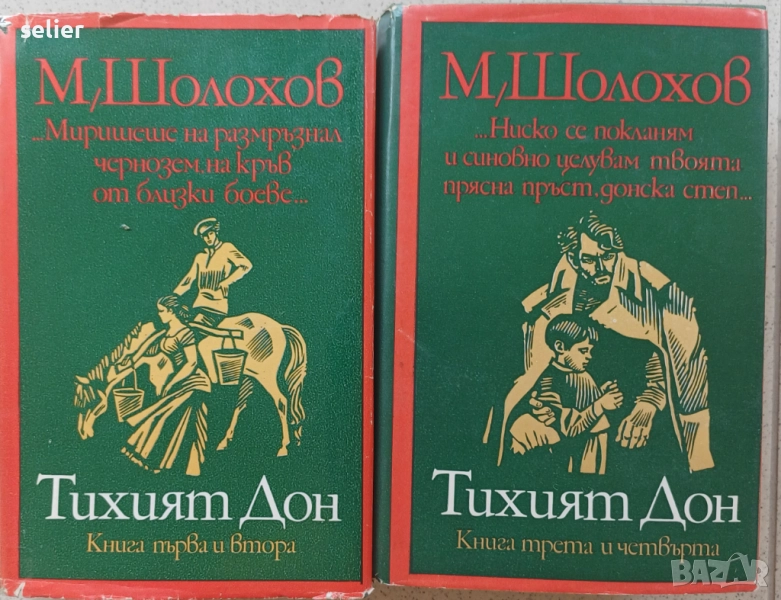 selier
М, Шолохов
...Миришеше на размръзнал
чернозем, на кръв
от близки боеве...
Тихият Дон
Книга първа и втора
М, Шолохов
...Ниско се покланям
и синовно целувам твоята
прясна пръст, донска степ...
Тихият Дон
Книга трета и четвърта
BAZAR